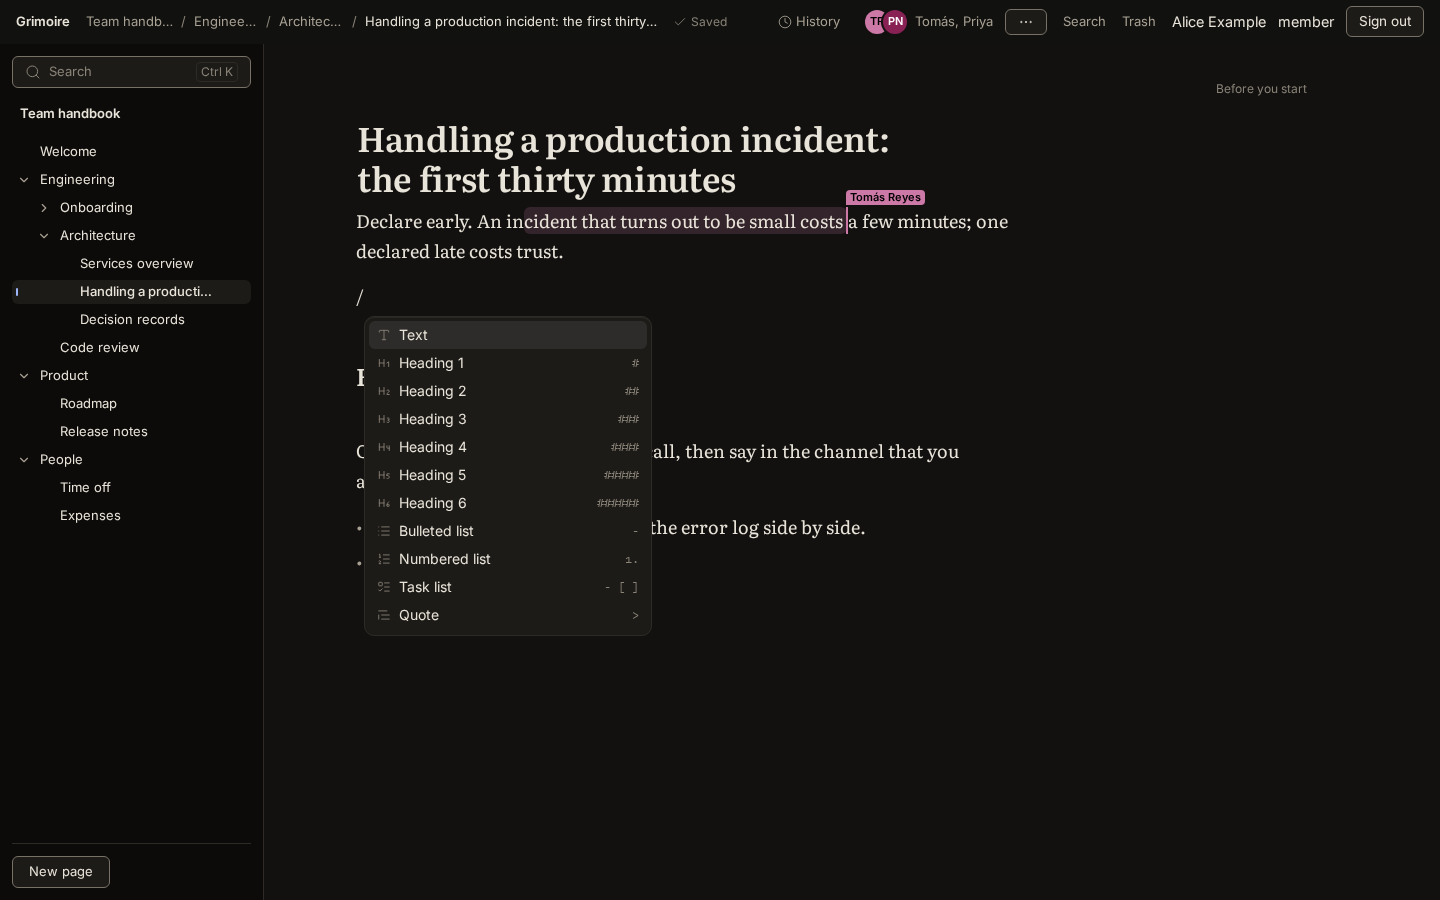 Grimoire Team handb... / Enginee... / Architec... / Handling a production incident: the first thirty... Saved History TR PN Tomás, Priya ... Search Trash Alice Example member Sign out
Search Ctrl K
Team handbook
Welcome
Engineering
Onboarding
Architecture
Services overview
Handling a producti...
Decision records
Code review
Product
Roadmap
Release notes
People
Time off
Expenses
New page
Before you start
Handling a production incident:
the first thirty minutes
Tomás Reyes
Declare early. An incident that turns out to be small costs a few minutes; one
declared late costs trust.
/
Text
Heading 1 #
Heading 2 ##
Heading 3 ###
Heading 4 ####
Heading 5 #####
Heading 6 ######
Bulleted list -
Numbered list 1.
Task list - [ ]
Quote >
then say in the channel that you
a
the error log side by side.